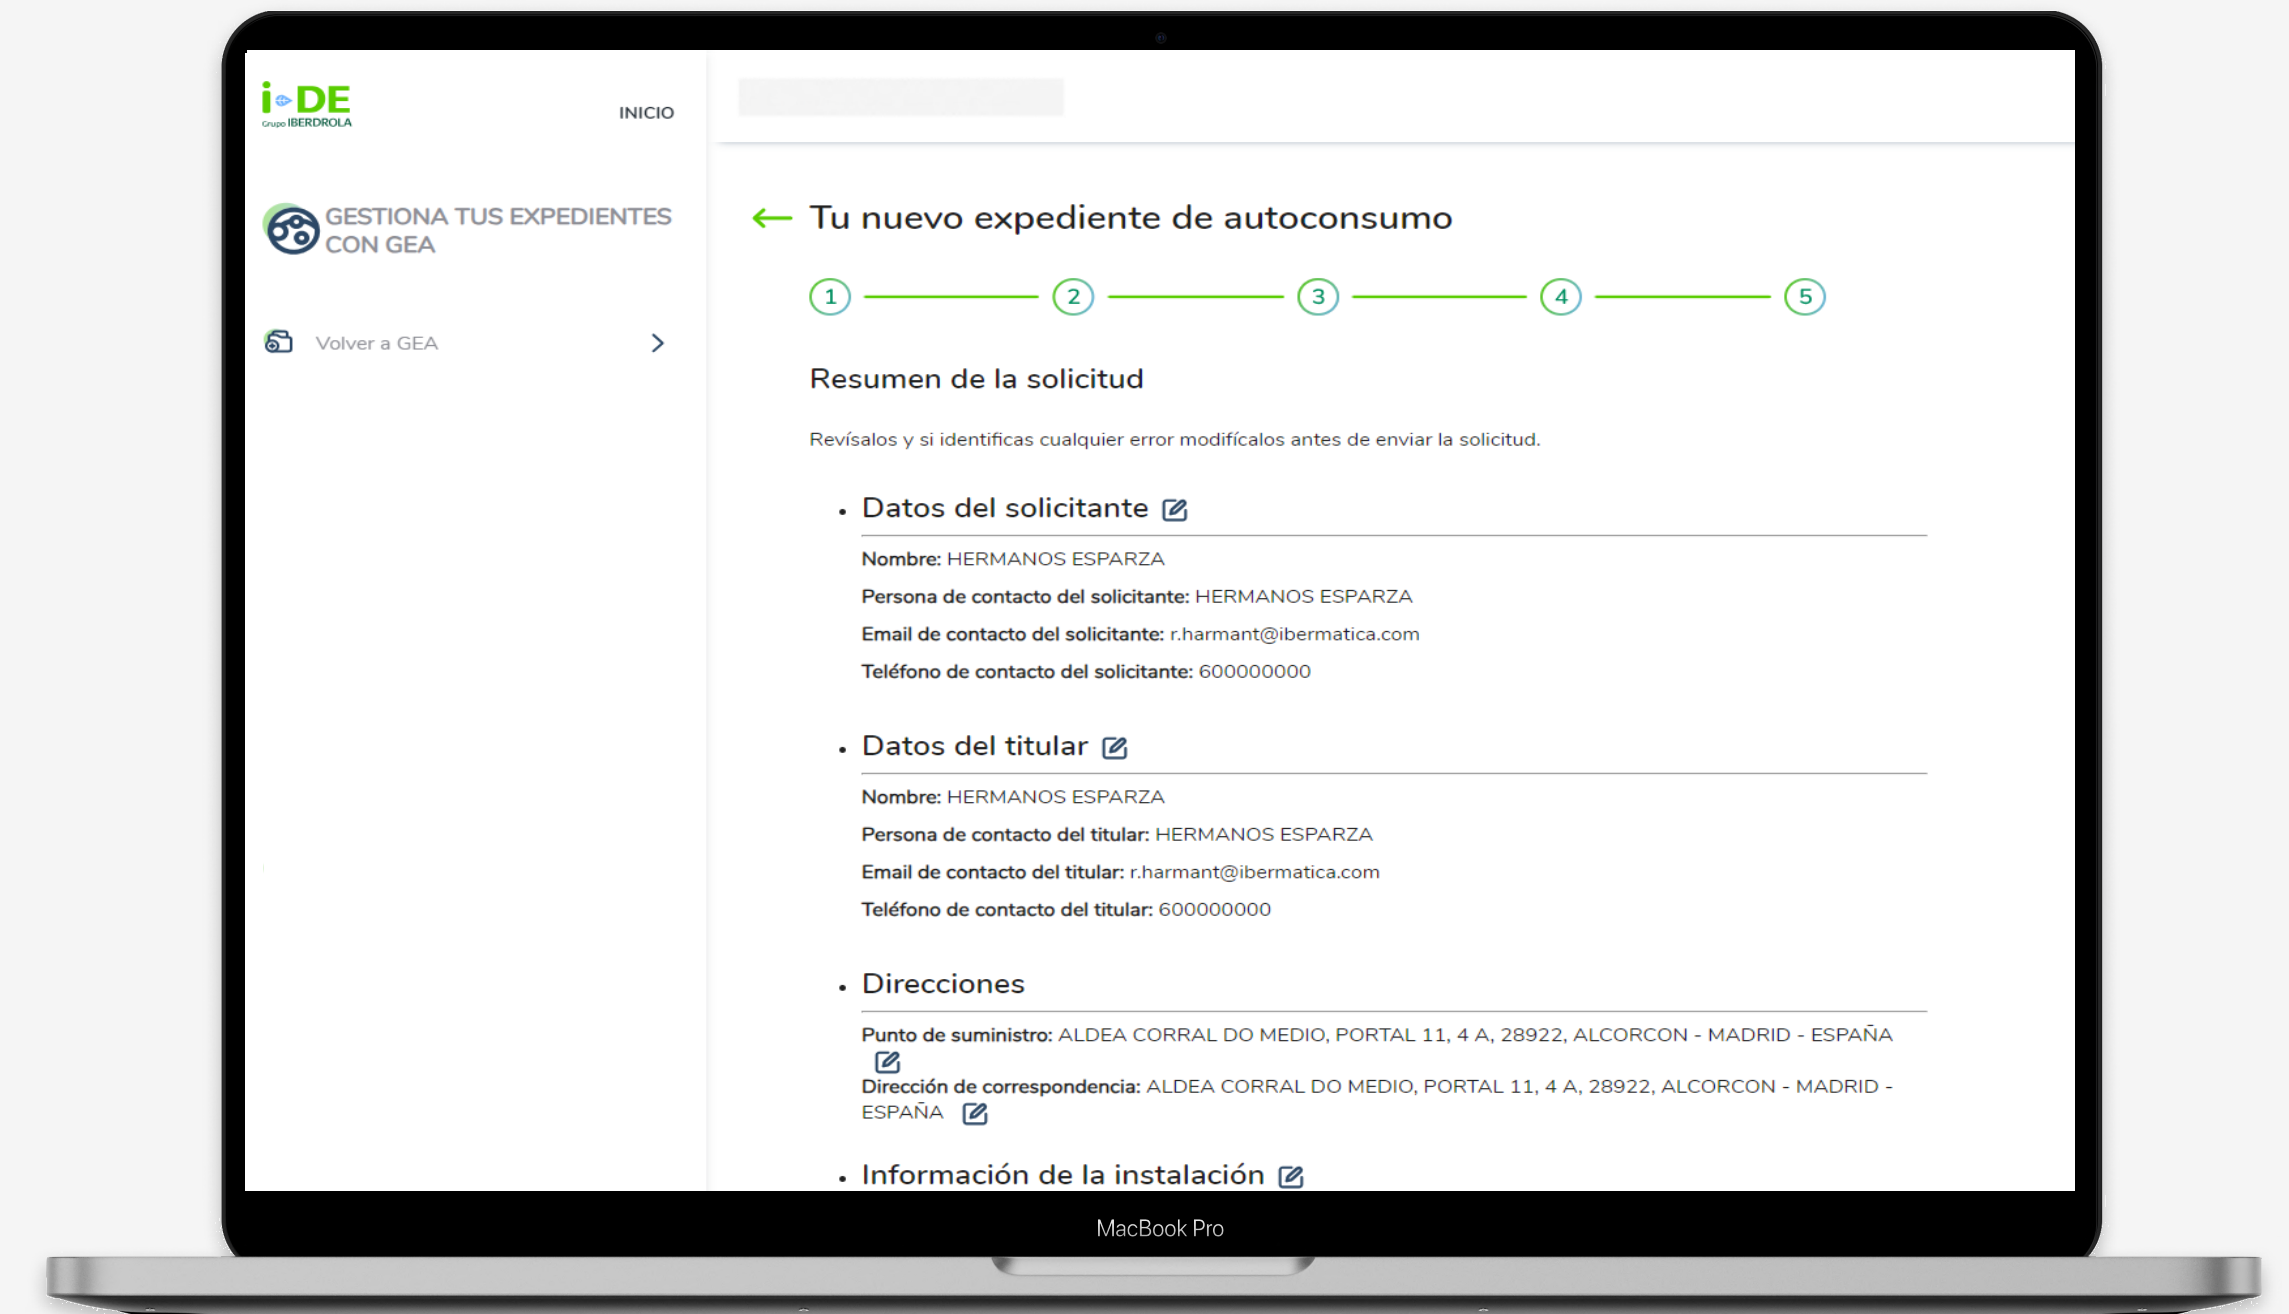 i DE
Grupo IBERDROLA
INICIO
GESTIONA TUS EXPEDIENTES
CON GEA
Volver a GEA
Tu nuevo expediente de autoconsumo
1 2 3 4 5
Resumen de la solicitud
Revísalos y si identificas cualquier error modifícalos antes de enviar la solicitud.
Datos del solicitante
Nombre: HERMANOS ESPARZA
Persona de contacto del solicitante: HERMANOS ESPARZA
Email de contacto del solicitante: r.harmant@ibermatica.com
Teléfono de contacto del solicitante: 600000000
Datos del titular
Nombre: HERMANOS ESPARZA
Persona de contacto del titular: HERMANOS ESPARZA
Email de contacto del titular: r.harmant@ibermatica.com
Teléfono de contacto del titular: 600000000
Direcciones
Punto de suministro: ALDEA CORRAL DO MEDIO, PORTAL 11, 4 A, 28922, ALCORCON - MADRID - ESPAÑA
Dirección de correspondencia: ALDEA CORRAL DO MEDIO, PORTAL 11, 4 A, 28922, ALCORCON - MADRID -
ESPAÑA
Información de la instalación
MacBook Pro